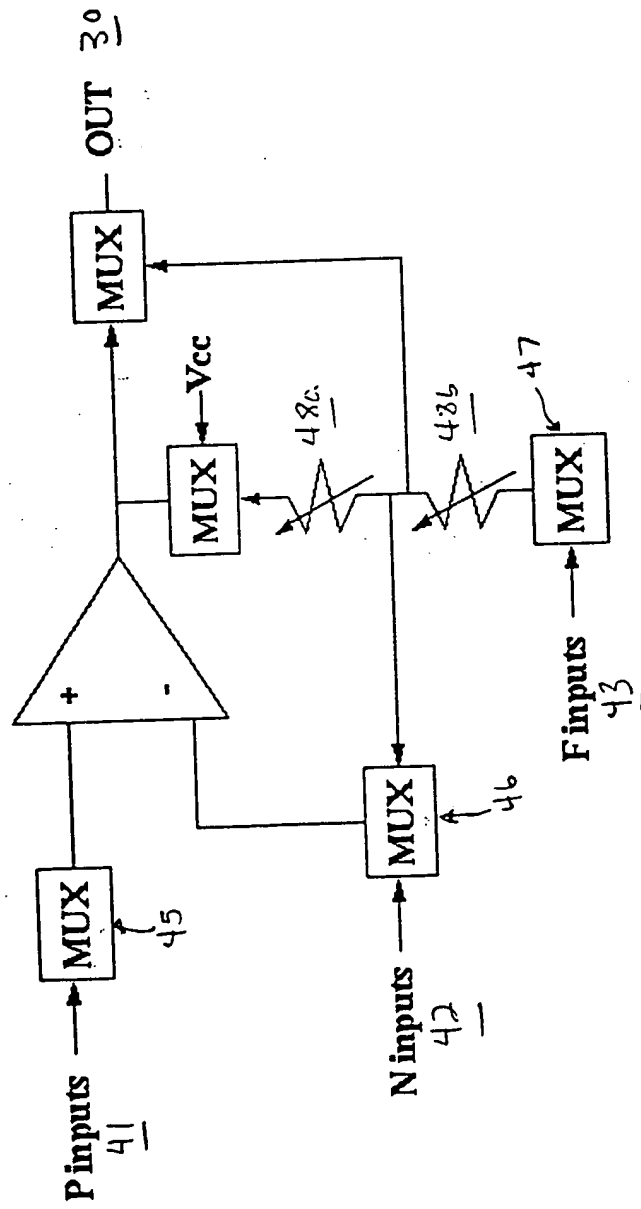 30
OUT
MUX
Vcc
MUX
48a
48b
47
MUX
F inputs
43
+
-
MUX
46
N inputs
42
MUX
45
P inputs
41